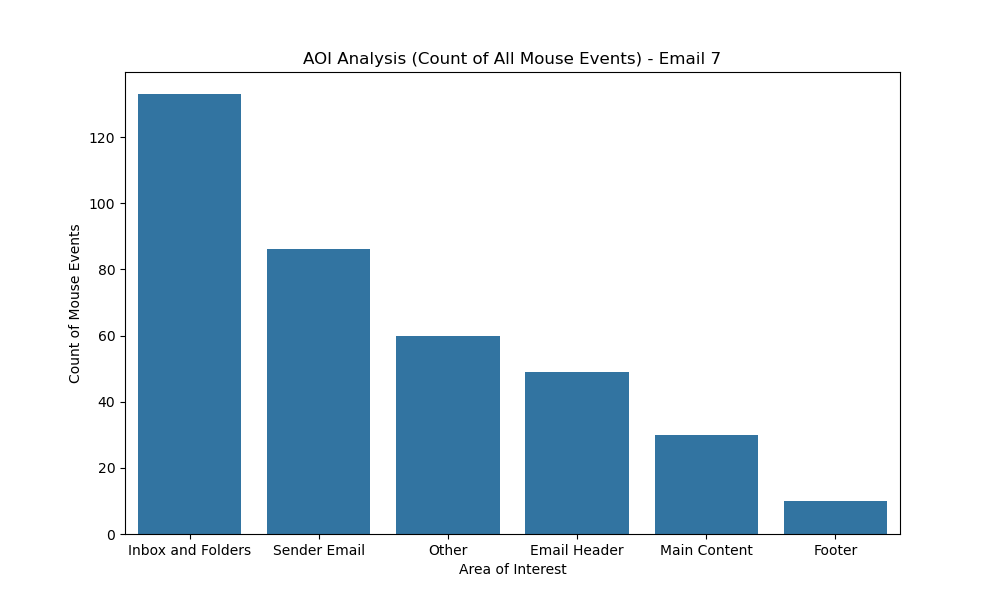 AOI Analysis (Count of All Mouse Events) - Email 7
Count of Mouse Events
120
100
80
60
40
20
0
Inbox and Folders
Sender Email
Other
Email Header
Main Content
Footer
Area of Interest